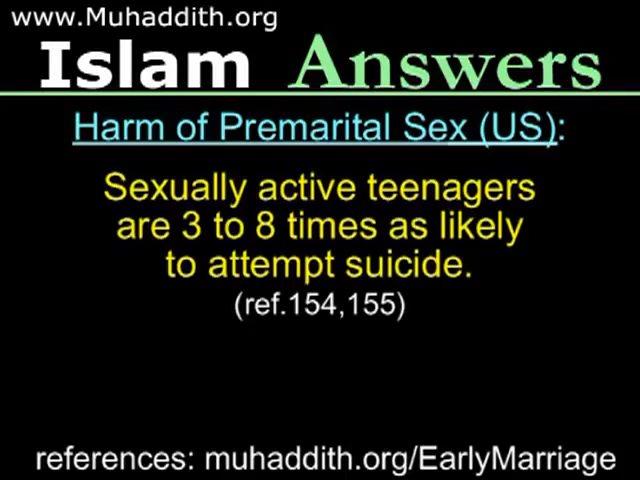 www.Muhaddith.org
Islam Answers
Harm of Premarital Sex (US):
Sexually active teenagers
are 3 to 8 times as likely
to attempt suicide.
(ref.154,155)
references: muhaddith.org/EarlyMarriage